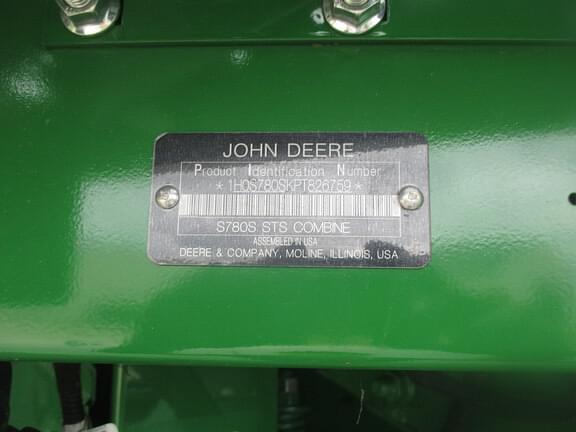 JOHN DEERE
Product Identification Number
*1H0S780SKPT826759*
S780S STS COMBINE
ASSEMBLED IN USA
DEERE & COMPANY, MOLINE, ILLINOIS, USA